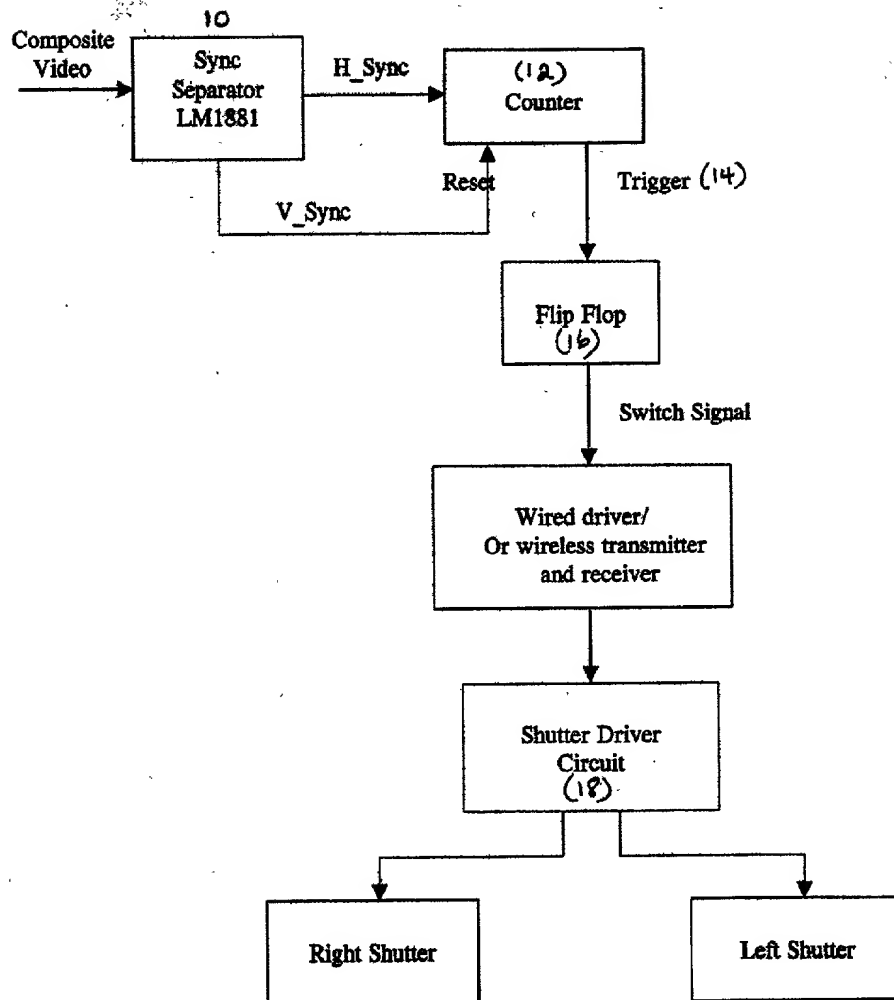 10
Composite
Video
Sync
Separator
LM1881
H_Sync
(12)
Counter
Reset
V_Sync
Trigger (14)
Flip Flop
(16)
Switch Signal
Wired driver/
Or wireless transmitter
and receiver
Shutter Driver
Circuit
(18)
Right Shutter
Left Shutter